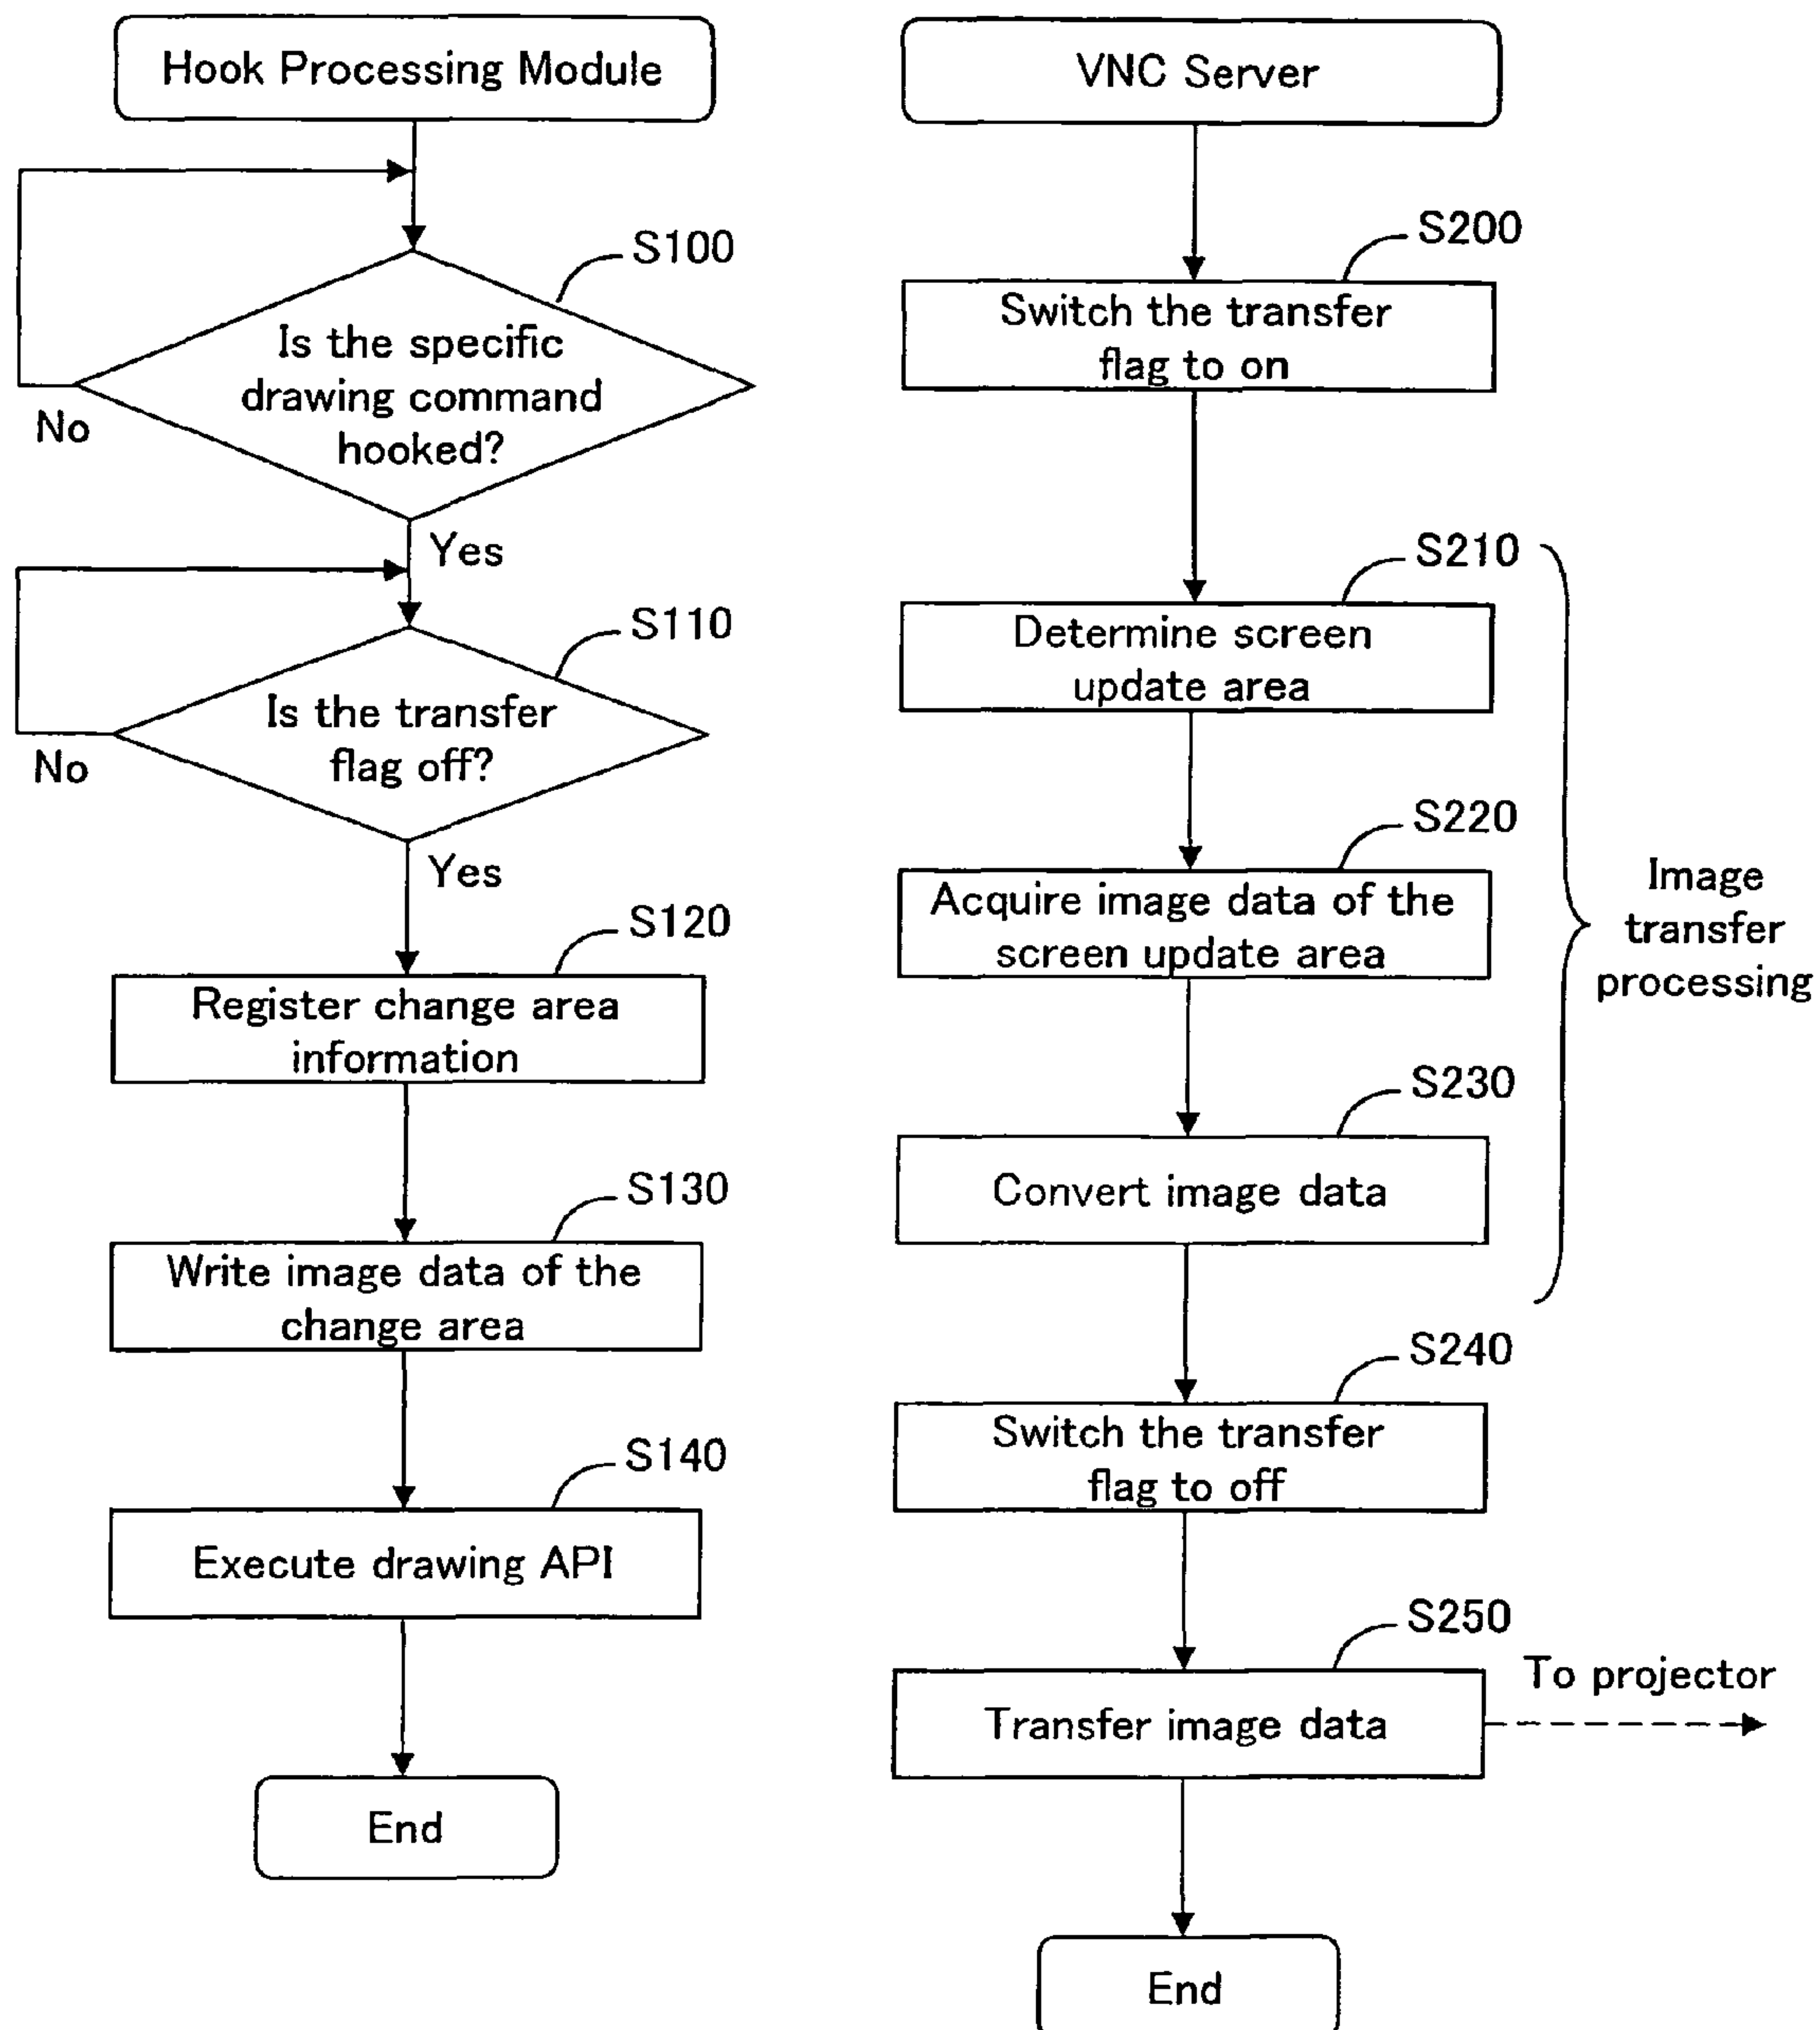 Hook Processing Module
S100
Is the specific
drawing command
hooked?
No
Yes
S110
Is the transfer
flag off?
No
Yes
S120
Register change area
information
S130
Write image data of the
change area
S140
Execute drawing API
End
VNC Server
S200
Switch the transfer
flag to on
S210
Determine screen
update area
S220
Acquire image data of the
screen update area
S230
Convert image data
Image
transfer
processing
S240
Switch the transfer
flag to off
S250
Transfer image data
To projector
End